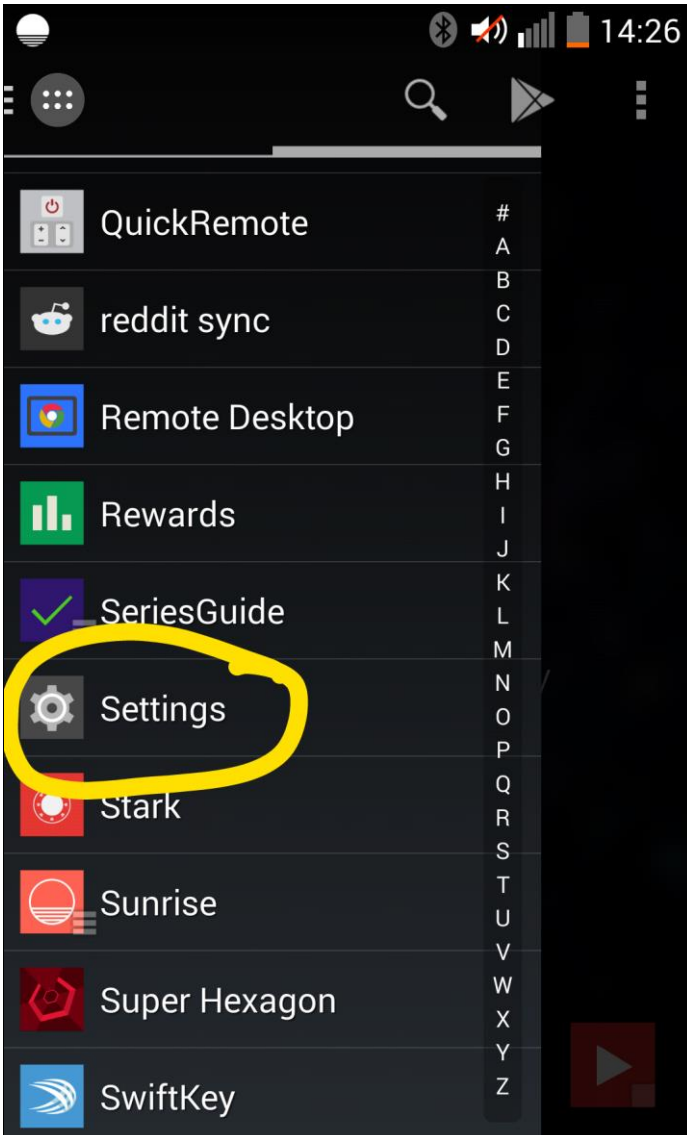 14:26
QuickRemote
reddit sync
Remote Desktop
Rewards
SeriesGuide
Settings
Stark
Sunrise
Super Hexagon
SwiftKey
#
A
B
C
D
E
F
G
H
I
J
K
L
M
N
O
P
Q
R
S
T
U
V
W
X
Y
Z